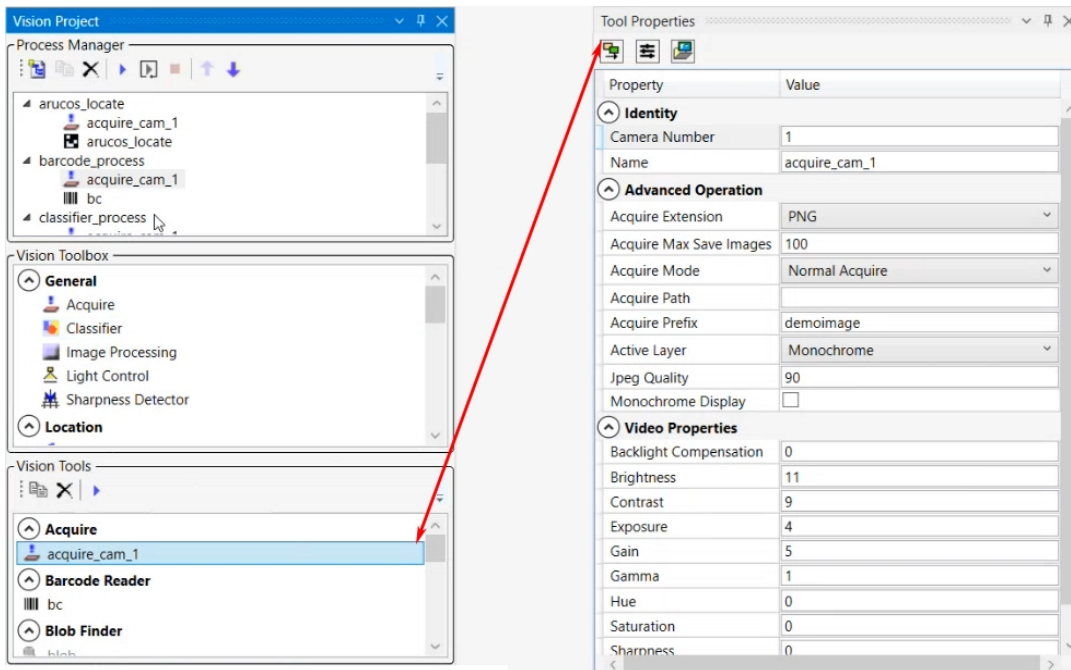 Vision Project
Process Manager
arucos_locate
acquire_cam_1
arucos_locate
barcode_process
acquire_cam_1
bc
classifier_process
Vision Toolbox
General
Acquire
Classifier
Image Processing
Light Control
Sharpness Detector
Location
Vision Tools
Acquire
acquire_cam_1
Barcode Reader
bc
Blob Finder
Tool Properties
Property Value
Identity
Camera Number 1
Name acquire_cam_1
Advanced Operation
Acquire Extension PNG
Acquire Max Save Images 100
Acquire Mode Normal Acquire
Acquire Path
Acquire Prefix demoimage
Active Layer Monochrome
Jpeg Quality 90
Monochrome Display
Video Properties
Backlight Compensation 0
Brightness 11
Contrast 9
Exposure 4
Gain 5
Gamma 1
Hue 0
Saturation 0
Sharpness 0